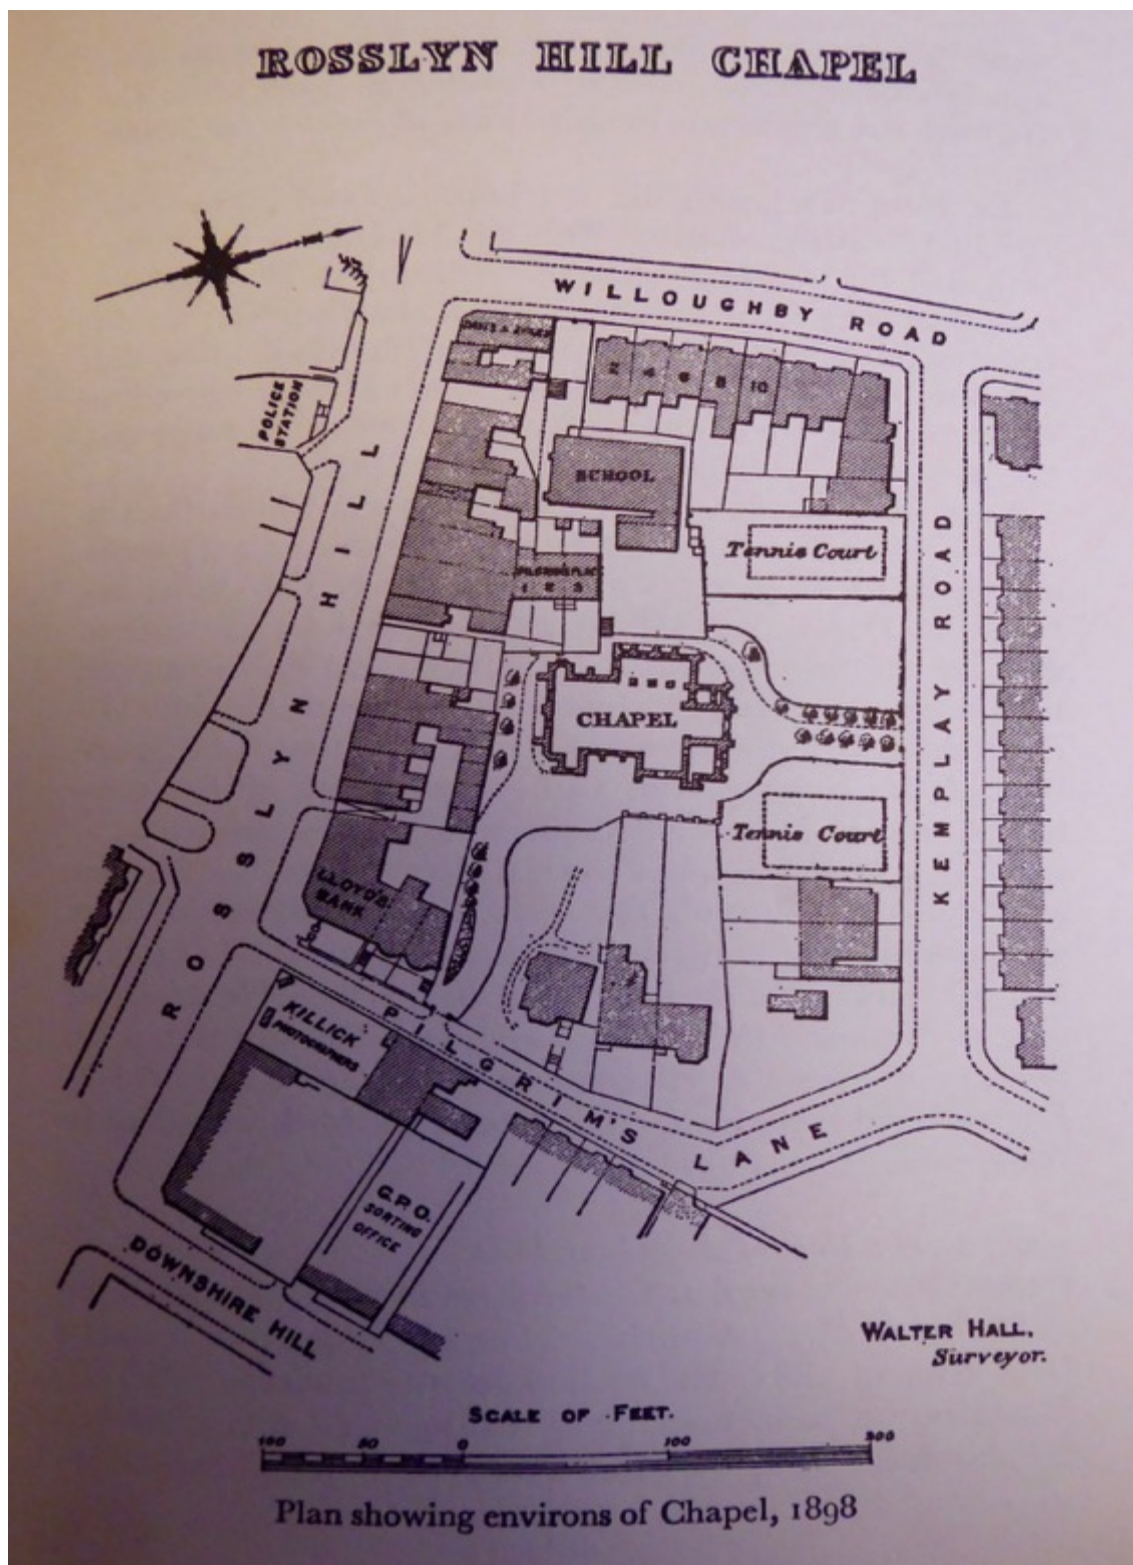 ROSSLYN HILL CHAPEL
WILLOUGHBY ROAD
2 4 6 8 10
POLICE
STATION
SCHOOL
Tennis Court
1 2 3
ROSSLYN HILL
CHAPEL
KEMPLAY ROAD
Tennis Court
LLOYDS
BANK
KILLICK
PHOTOGRAPHERS
PILGRIM'S LANE
G.P.O.
SORTING
OFFICE
DOWNSHIRE HILL
WALTER HALL.
Surveyor.
SCALE OF FEET.
100 50 0 100 200
Plan showing environs of Chapel, 1898